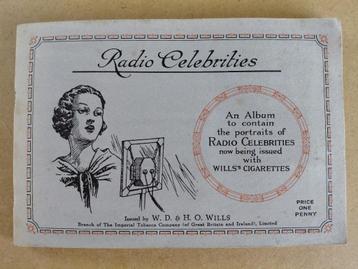 Radio Celebrities
An Album
to contain
the portraits of
RADIO CELEBRITIES
now being issued
with
WILLS'S CIGARETTES
PRICE
ONE
PENNY
Issued by W. D. & H. O. WILLS
Branch of The Imperial Tobacco Company (of Great Britain and Ireland), Limited